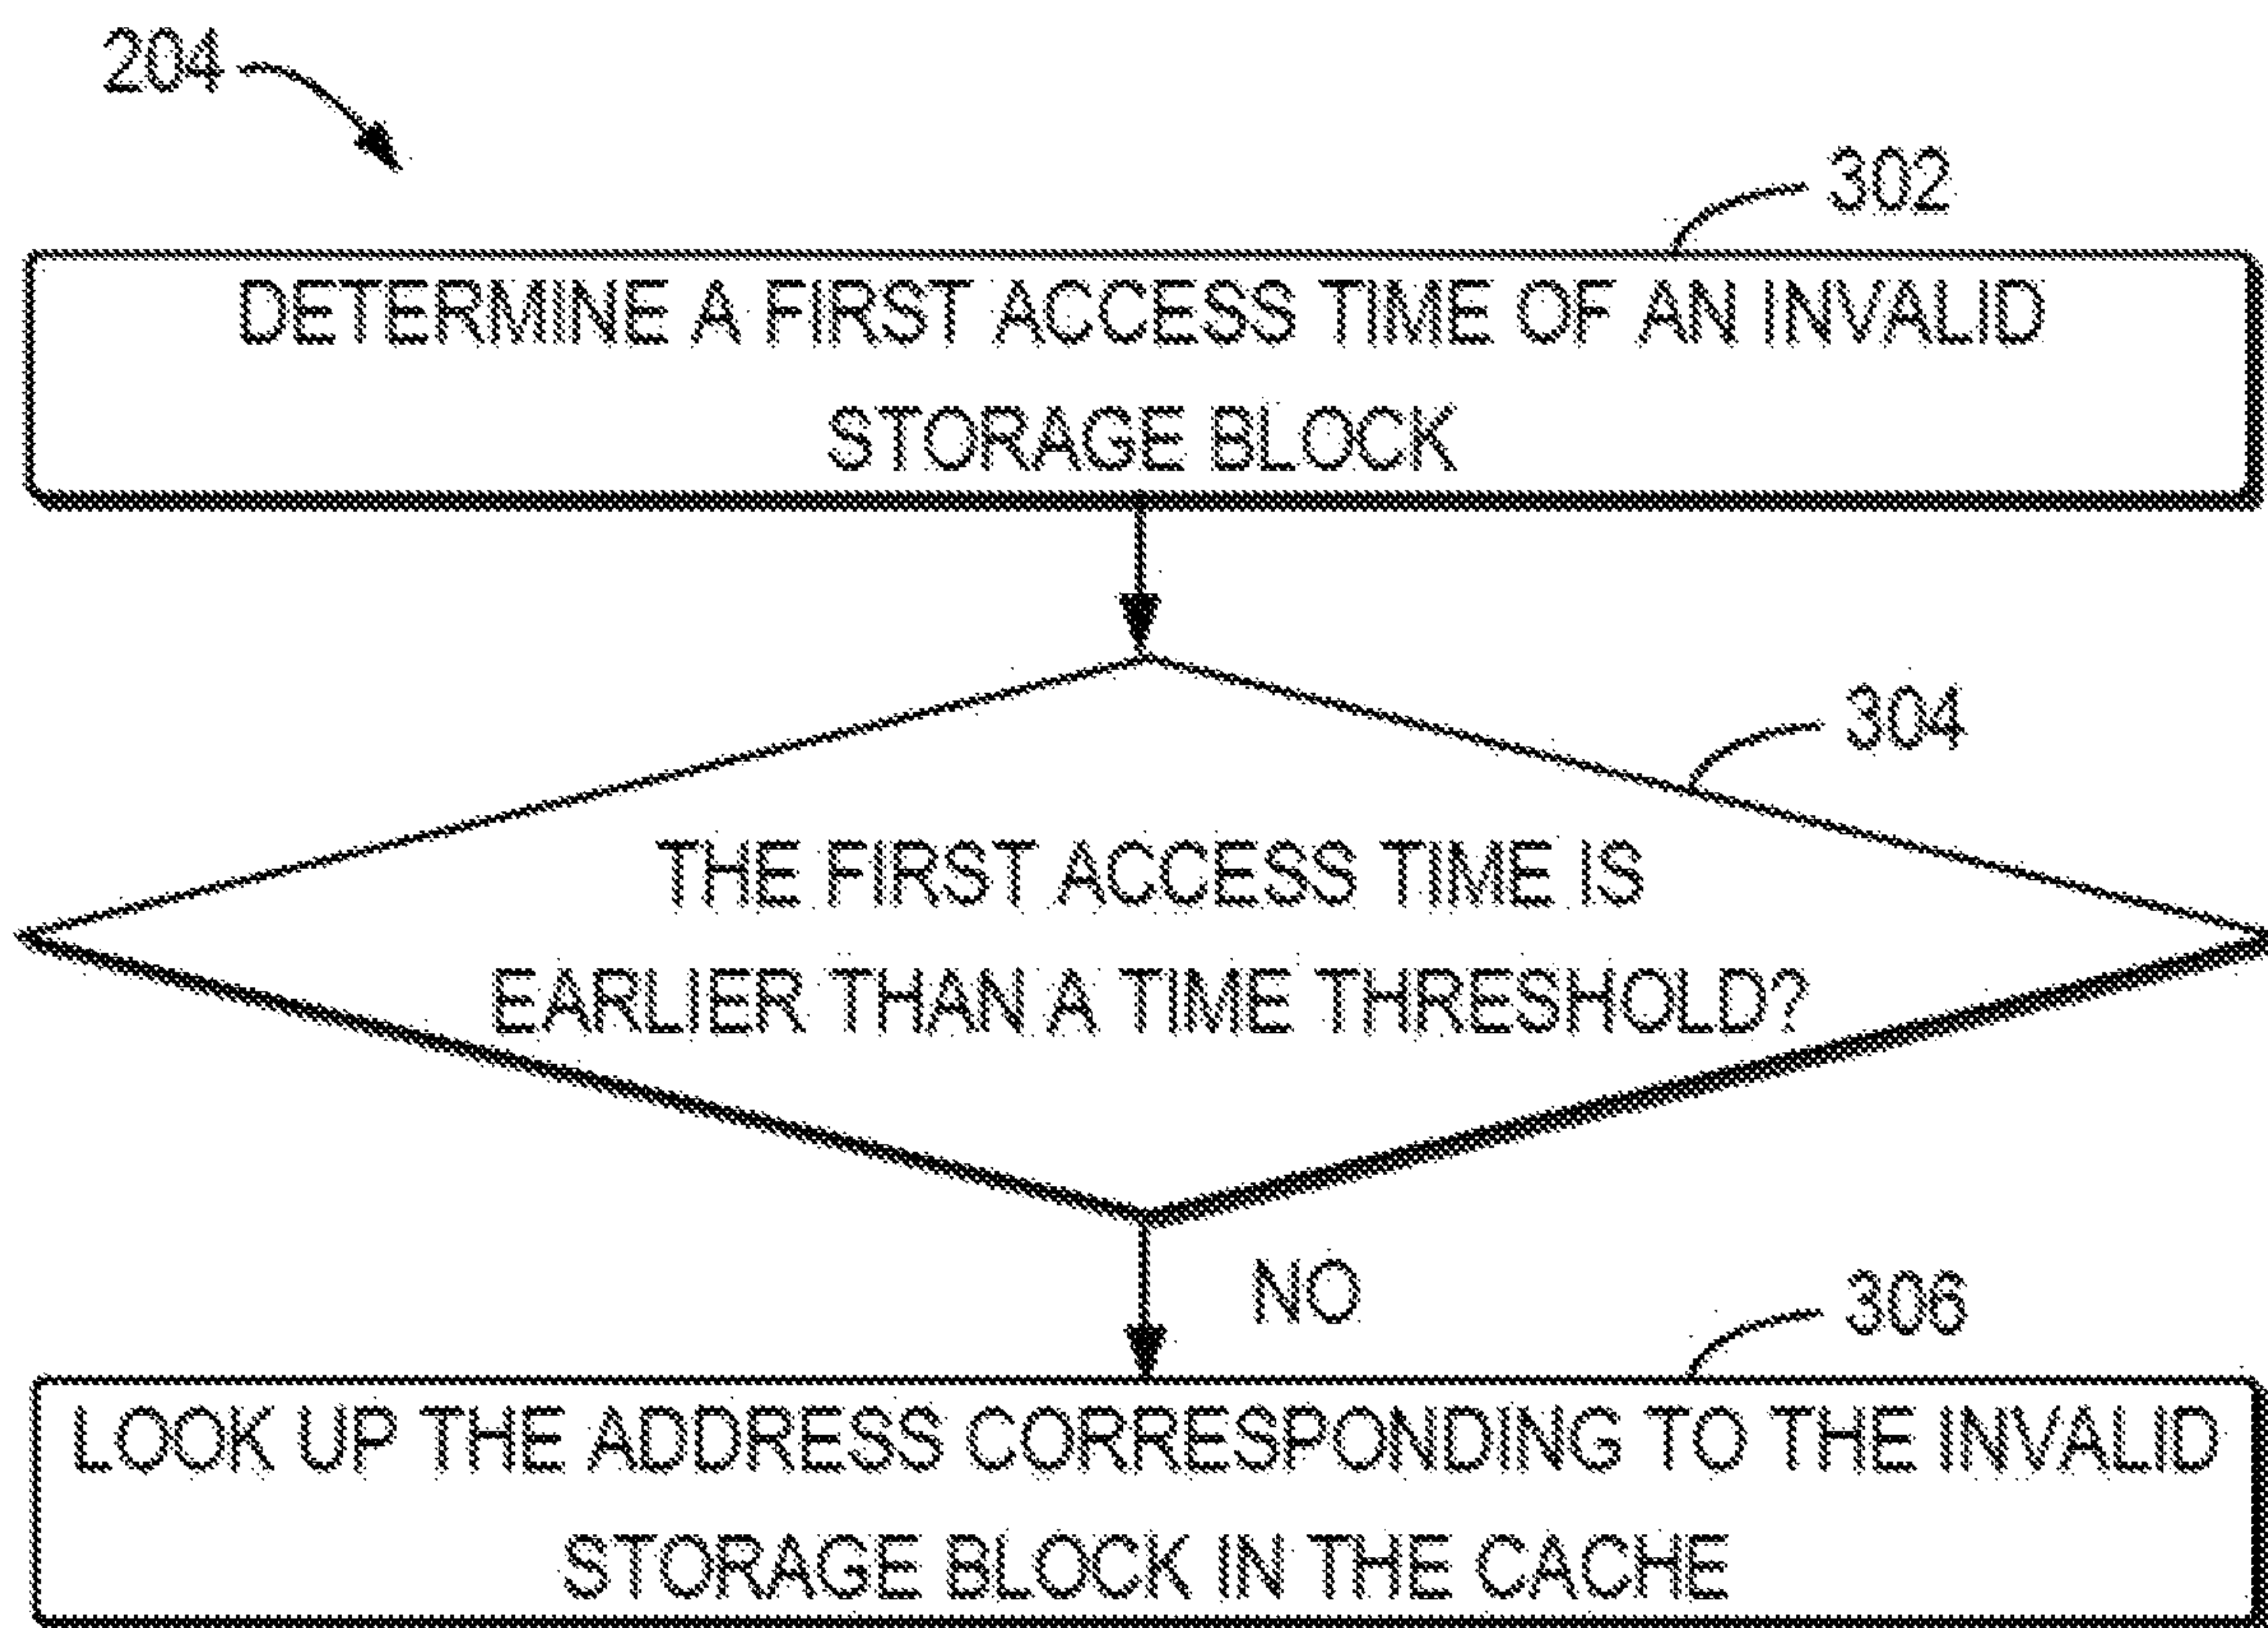 204
302
DETERMINE A FIRST ACCESS TIME OF AN INVALID
STORAGE BLOCK
304
THE FIRST ACCESS TIME IS
EARLIER THAN A TIME THRESHOLD?
NO
306
LOOK UP THE ADDRESS CORRESPONDING TO THE INVALID
STORAGE BLOCK IN THE CACHE